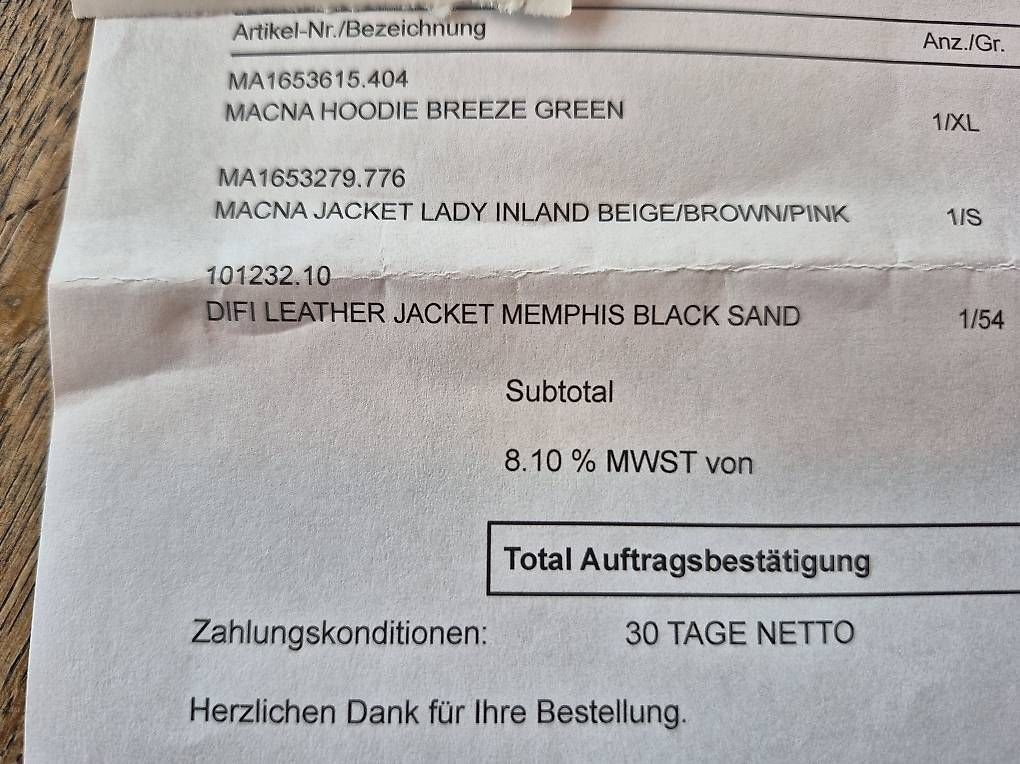 Artikel-Nr./Bezeichnung Anz./Gr.
MA1653615.404
MACNA HOODIE BREEZE GREEN 1/XL
MA1653279.776
MACNA JACKET LADY INLAND BEIGE/BROWN/PINK 1/S
101232.10
DIFI LEATHER JACKET MEMPHIS BLACK SAND 1/54
Subtotal
8.10 % MWST von
Total Auftragsbestätigung
Zahlungskonditionen: 30 TAGE NETTO
Herzlichen Dank für Ihre Bestellung.